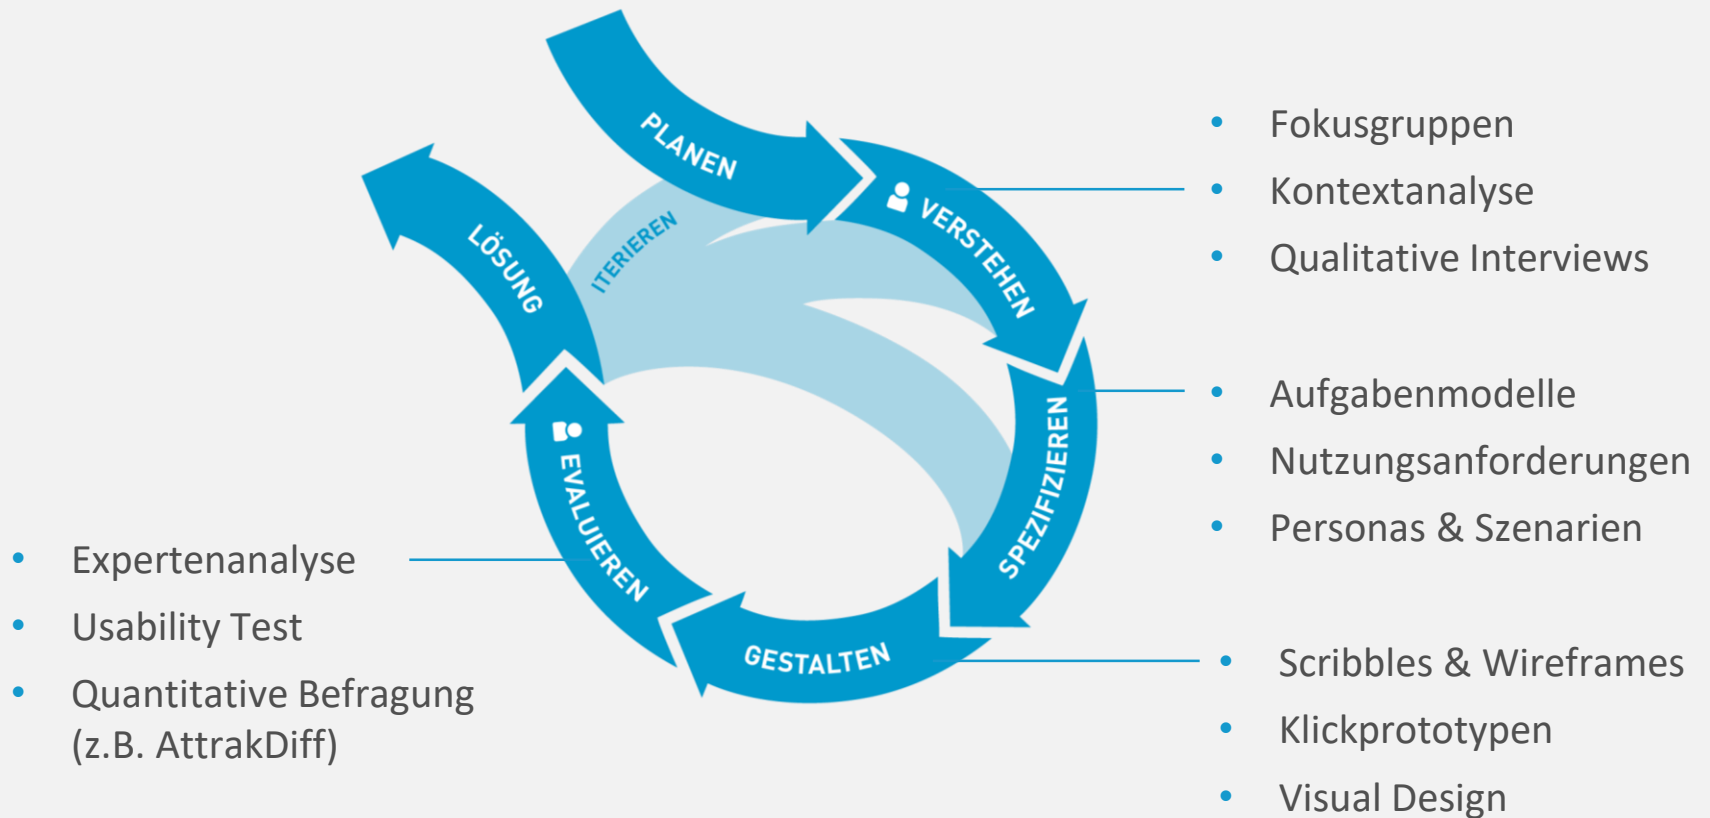 PLANEN
VERSTEHEN
SPEZIFIZIEREN
GESTALTEN
EVALUIEREN
LÖSUNG
ITERIEREN
• Fokusgruppen
• Kontextanalyse
• Qualitative Interviews
• Aufgabenmodelle
• Nutzungsanforderungen
• Personas & Szenarien
• Scribbles & Wireframes
• Klickprototypen
• Visual Design
• Expertenanalyse
• Usability Test
• Quantitative Befragung
(z.B. AttrakDiff)